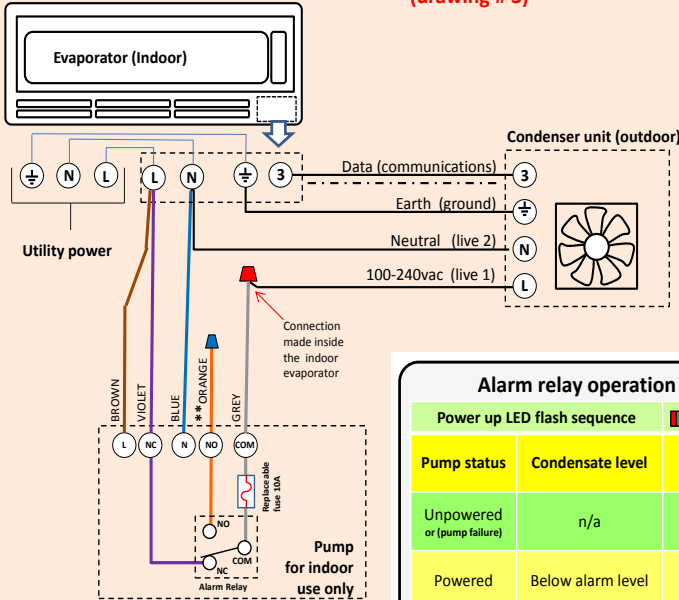 (drawing # 3)
Evaporator (Indoor)
Condenser unit (outdoor)
N
L
L
N
3
Data (communications)
3
Earth (ground)
Utility power
Neutral (live 2)
N
100-240vac (live 1)
L
Connection
made inside
the indoor
evaporator
BROWN
VIOLET
BLUE
**ORANGE
GREY
L
NC
N
NO
COM
Replaceable
fuse 10A
NO
COM
NC
Alarm Relay
Pump
for indoor
use only
Alarm relay operation
Power up LED flash sequence
Pump status
Condensate level
Unpowered
or (pump failure)
n/a
Powered
Below alarm level